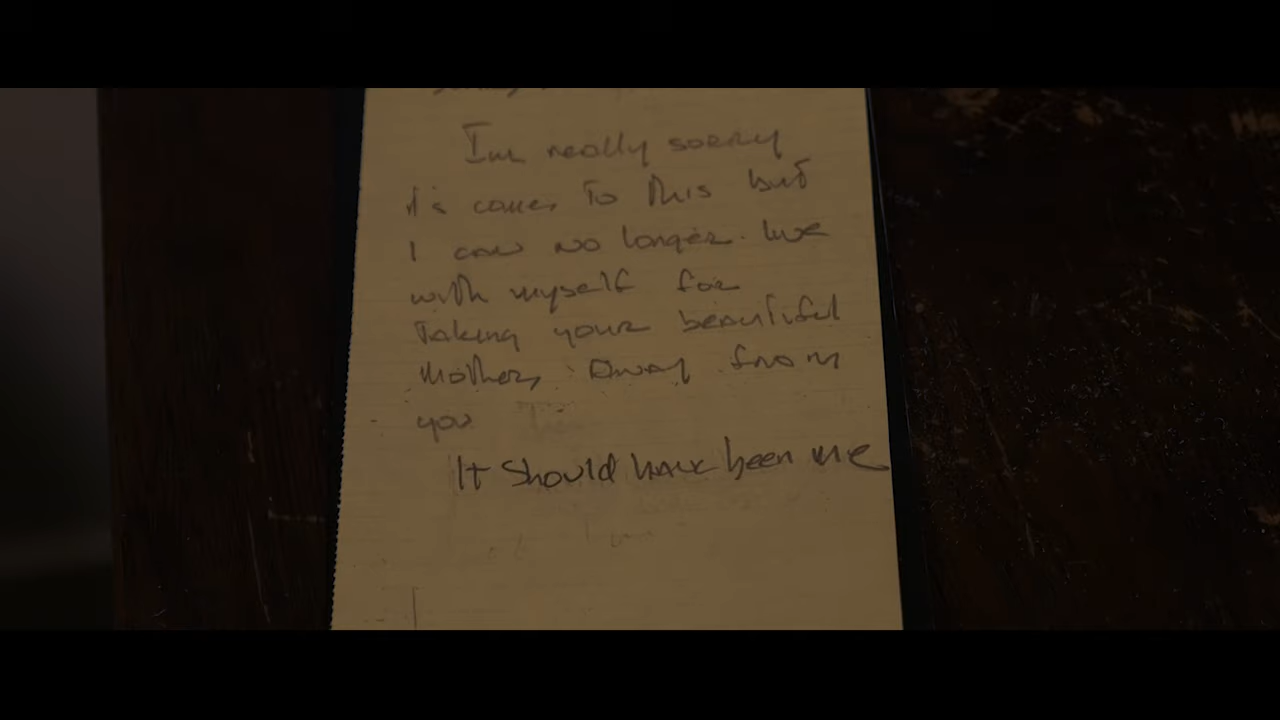 I'm really sorry
it's come to this but
I can no longer live
with myself for
Taking your beautiful
Mother away from
you
It should have been me